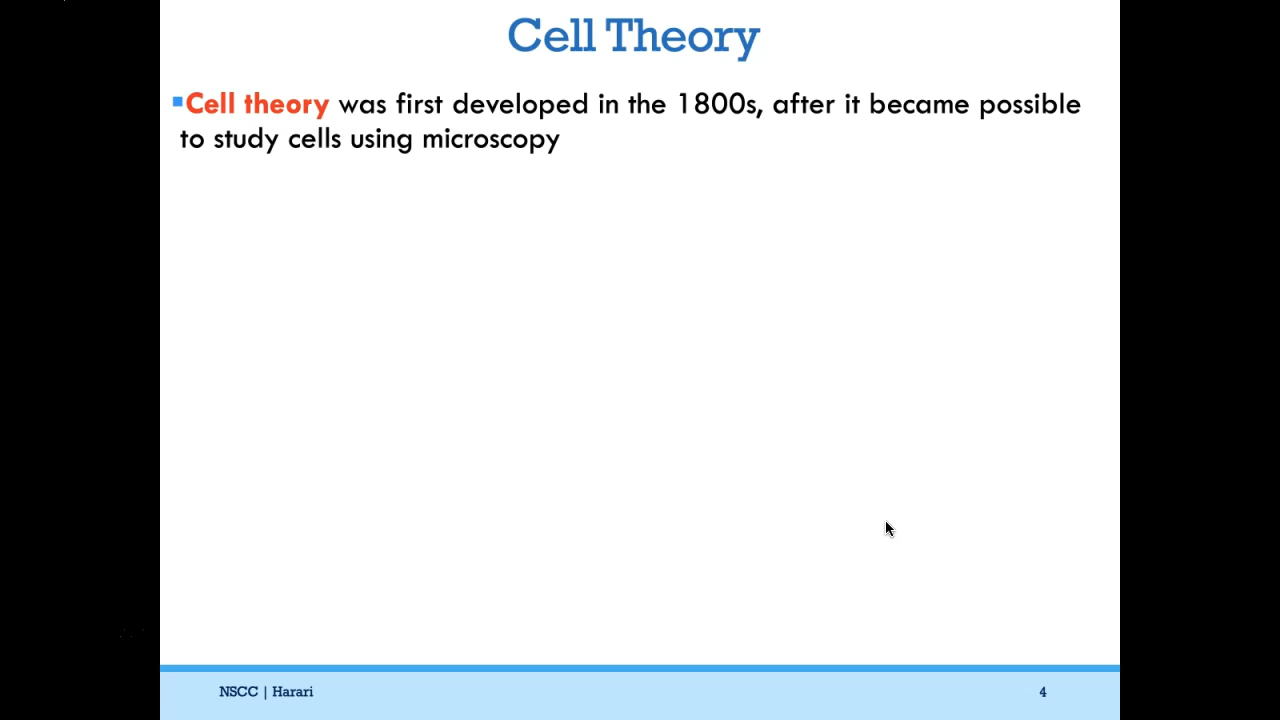 Cell Theory
▪Cell theory was first developed in the 1800s, after it became possible
to study cells using microscopy
NSCC | Harari
4